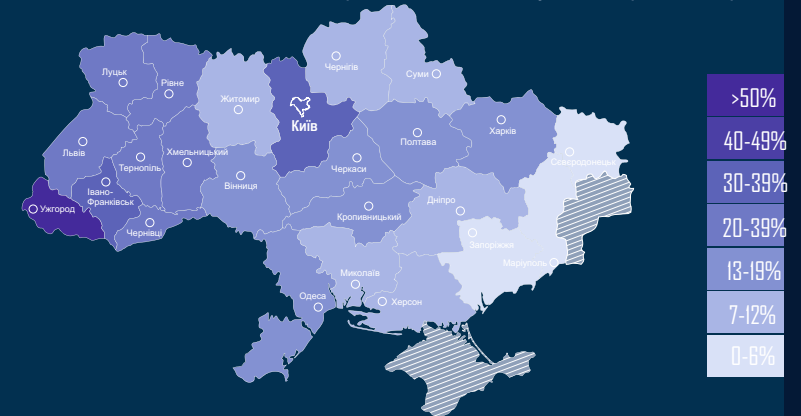 Чернігів
Суми
Луцьк
Рівне
Житомир
Київ
Харків
Полтава
Львів
Хмельницький
Тернопіль
Черкаси
Сєвєродонецьк
Вінниця
Івано-
Франківськ
Ужгород
Чернівці
Кропивницький
Дніпро
Запоріжжя
Маріуполь
Миколаїв
Одеса
Херсон
>50%
40-49%
30-39%
20-39%
13-19%
7-12%
0-6%